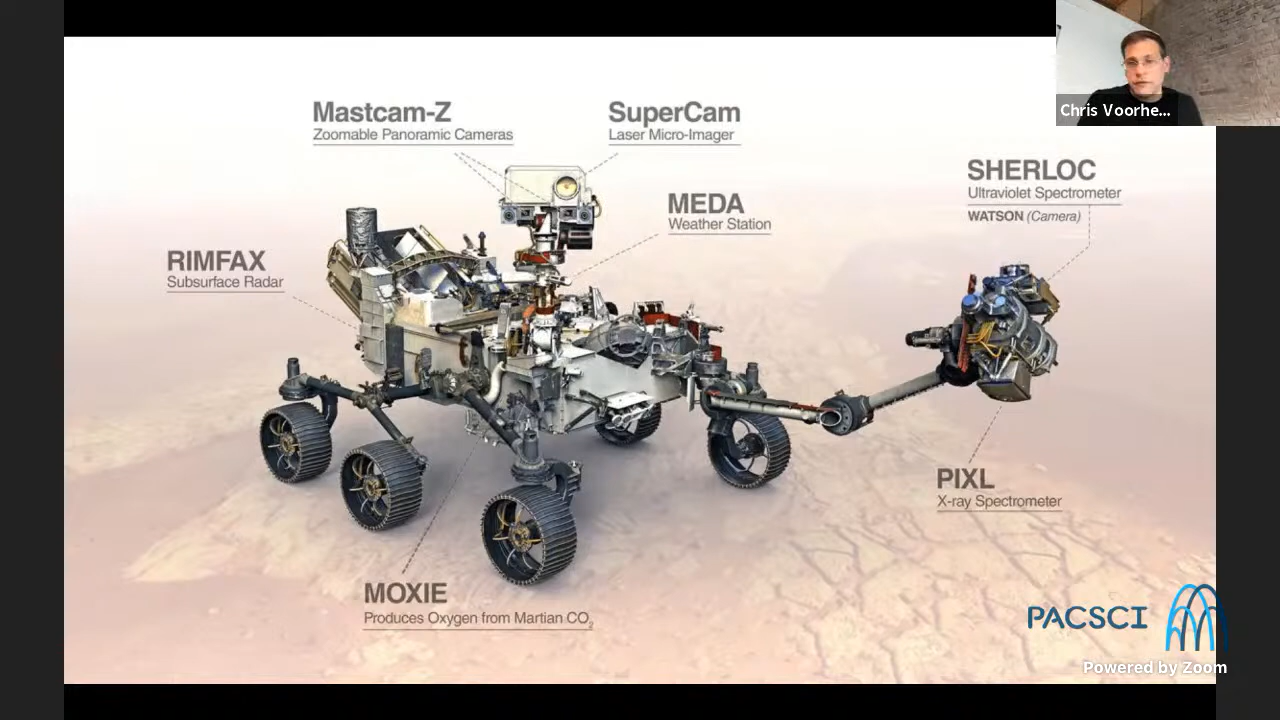 Chris Voorhe...
Mastcam-Z
Zoomable Panoramic Cameras
SuperCam
Laser Micro-Imager
SHERLOC
Ultraviolet Spectrometer
WATSON (Camera)
MEDA
Weather Station
RIMFAX
Subsurface Radar
PIXL
X-ray Spectrometer
MOXIE
Produces Oxygen from Martian CO₂
PACSCI
Powered by Zoom